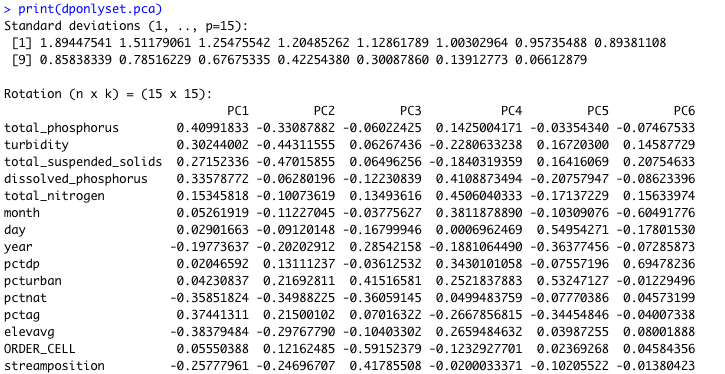 > print(dponlyset.pca)
Standard deviations (1, .., p=15):
 [1] 1.89447541 1.51179061 1.25475542 1.20485262 1.12861789 1.00302964 0.95735488 0.89381108
 [9] 0.85838339 0.78516229 0.67675335 0.42254380 0.30087860 0.13912773 0.06612879

Rotation (n x k) = (15 x 15):
                               PC1         PC2         PC3           PC4         PC5         PC6
total_phosphorus        0.40991833 -0.33087882 -0.06022425  0.1425004171 -0.03354340 -0.07467533
turbidity               0.30244002 -0.44311555  0.06267436 -0.2280633238  0.16720300  0.14587729
total_suspended_solids  0.27152336 -0.47015855  0.06496256 -0.1840319359  0.16416069  0.20754633
dissolved_phosphorus    0.33578772 -0.06280196 -0.12230839  0.4108873494 -0.20757947 -0.08623396
total_nitrogen          0.15345818 -0.10073619  0.13493616  0.4506040333 -0.17137229  0.15633974
month                   0.05261919 -0.11227045 -0.03775627  0.3811878890 -0.10309076 -0.60491776
day                     0.02901663 -0.09120148 -0.16799946  0.0006962469  0.54954271 -0.17801530
year                   -0.19773637 -0.20202912  0.28542158 -0.1881064490 -0.36377456 -0.07285873
pctdp                   0.02046592  0.13111237 -0.03612532  0.3430101058 -0.07557196  0.69478236
pcturban                0.04230837  0.21692811  0.41516581  0.2521837883  0.53247127 -0.01229496
pctnat                 -0.35851824 -0.34988225 -0.36059145  0.0499483759 -0.07770386  0.04573199
pctag                   0.37441311  0.21500102  0.07016322 -0.2667856815 -0.34454846 -0.04007338
elevavg                -0.38379484 -0.29767790 -0.10403302  0.2659484632  0.03987255  0.08001888
ORDER_CELL              0.05550388  0.12162485 -0.59152379 -0.1232927701  0.02369268  0.04584356
streamposition         -0.25777961 -0.24696707  0.41785508 -0.0200033371 -0.10205522 -0.01380423